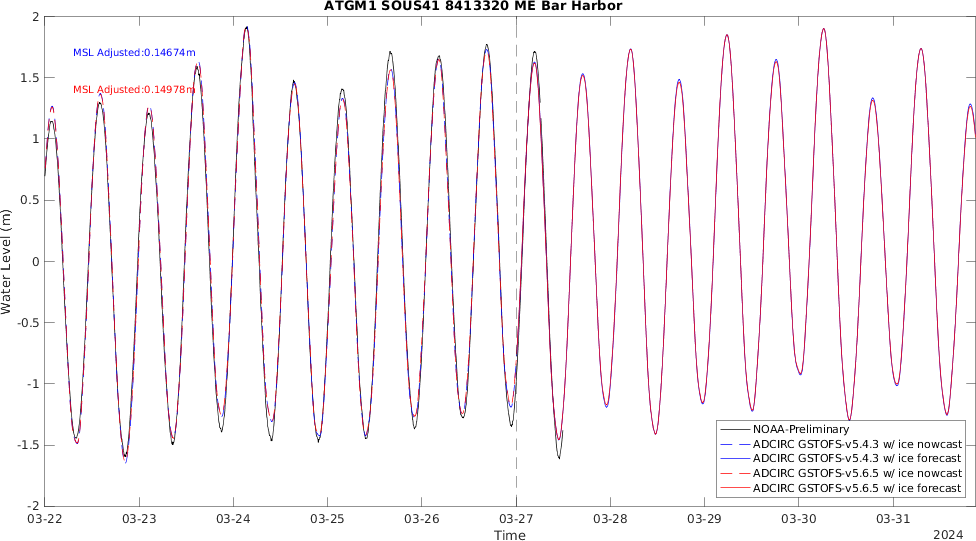 ATGM1 SOUS41 8413320 ME Bar Harbor
MSL Adjusted:0.14674m
MSL Adjusted:0.14978m
Water Level (m)
2
1.5
1
0.5
0
-0.5
-1
-1.5
-2
NOAA-Preliminary
ADCIRC GSTOFS-v5.4.3 w/ ice nowcast
ADCIRC GSTOFS-v5.4.3 w/ ice forecast
ADCIRC GSTOFS-v5.6.5 w/ ice nowcast
ADCIRC GSTOFS-v5.6.5 w/ ice forecast
03-22 03-23 03-24 03-25 03-26 03-27 03-28 03-29 03-30 03-31
Time
2024